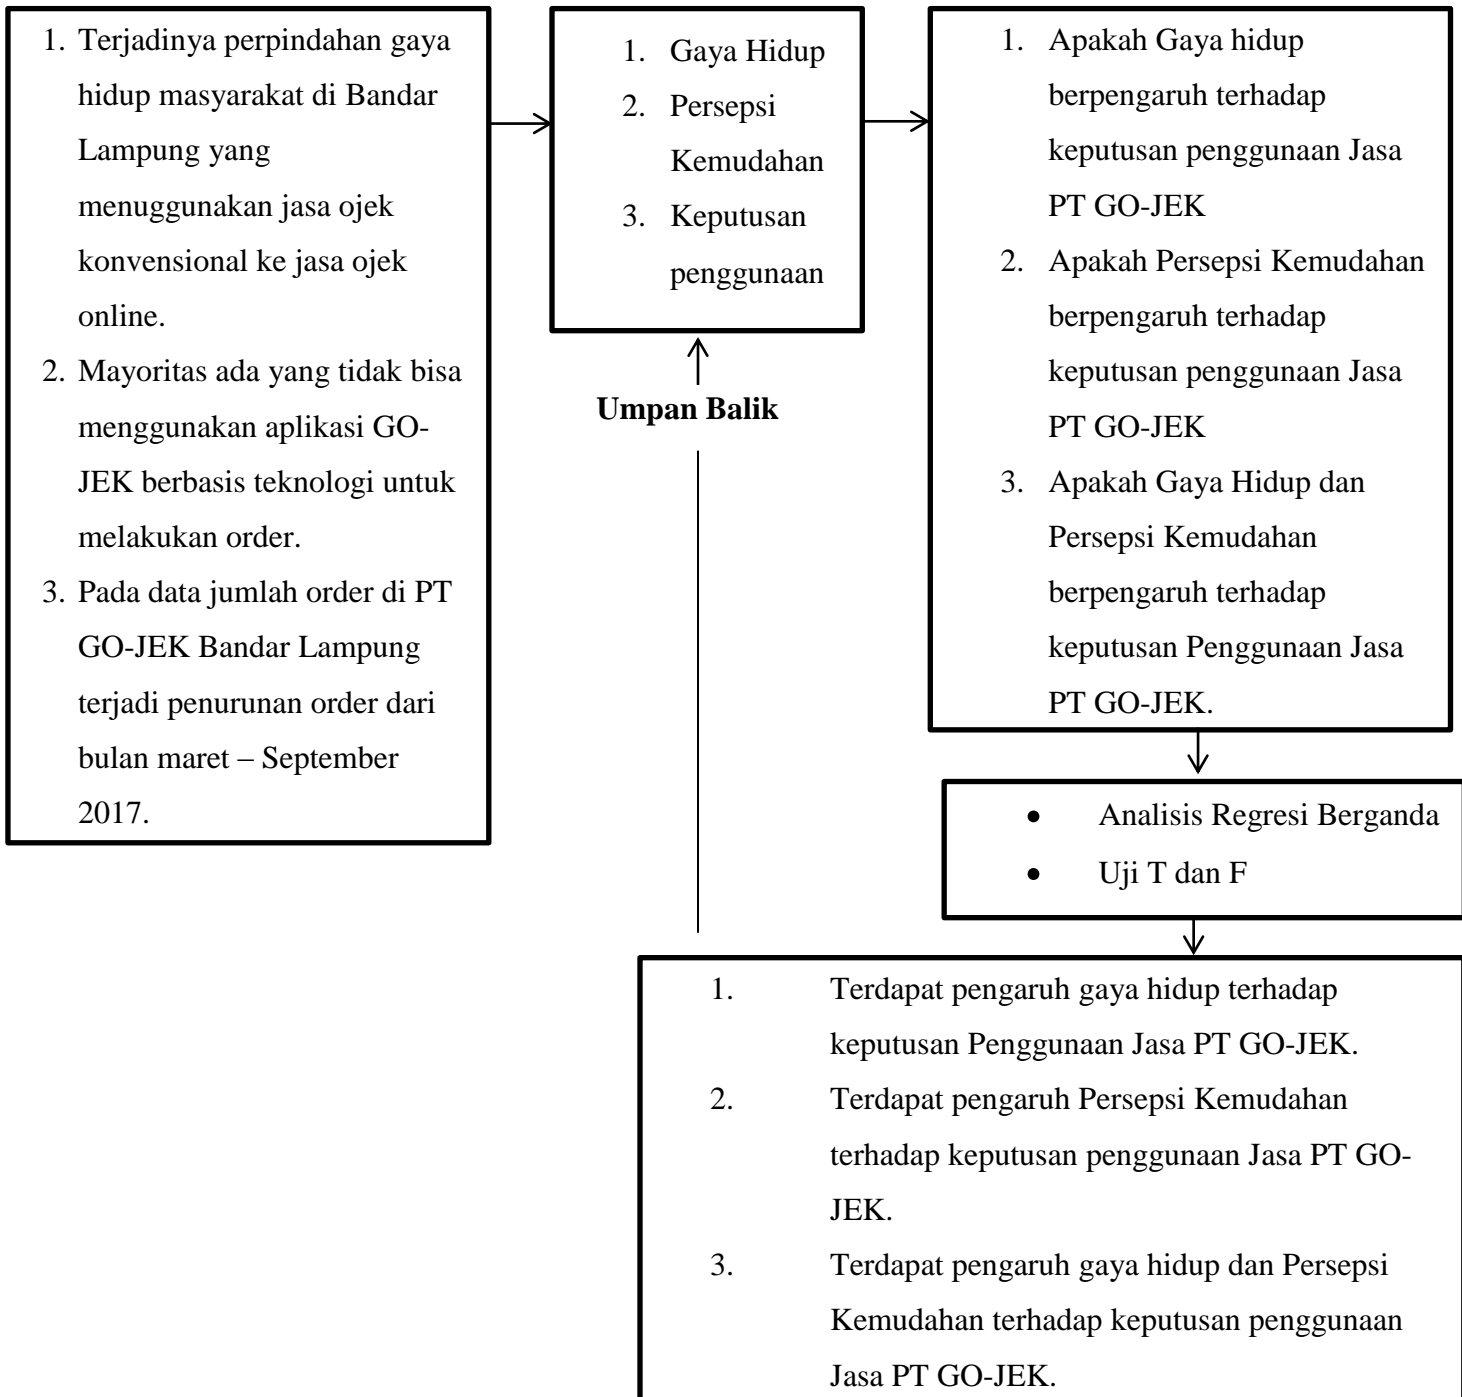 1. Terjadinya perpindahan gaya
hidup masyarakat di Bandar
Lampung yang
menuggunakan jasa ojek
konvensional ke jasa ojek
online.
2. Mayoritas ada yang tidak bisa
menggunakan aplikasi GO-
JEK berbasis teknologi untuk
melakukan order.
3. Pada data jumlah order di PT
GO-JEK Bandar Lampung
terjadi penurunan order dari
bulan maret – September
2017.
1. Gaya Hidup
2. Persepsi
Kemudahan
3. Keputusan
penggunaan
1. Apakah Gaya hidup
berpengaruh terhadap
keputusan penggunaan Jasa
PT GO-JEK
2. Apakah Persepsi Kemudahan
berpengaruh terhadap
keputusan penggunaan Jasa
PT GO-JEK
3. Apakah Gaya Hidup dan
Persepsi Kemudahan
berpengaruh terhadap
keputusan Penggunaan Jasa
PT GO-JEK.
Umpan Balik
• Analisis Regresi Berganda
• Uji T dan F
1. Terdapat pengaruh gaya hidup terhadap
keputusan Penggunaan Jasa PT GO-JEK.
2. Terdapat pengaruh Persepsi Kemudahan
terhadap keputusan penggunaan Jasa PT GO-
JEK.
3. Terdapat pengaruh gaya hidup dan Persepsi
Kemudahan terhadap keputusan penggunaan
Jasa PT GO-JEK.